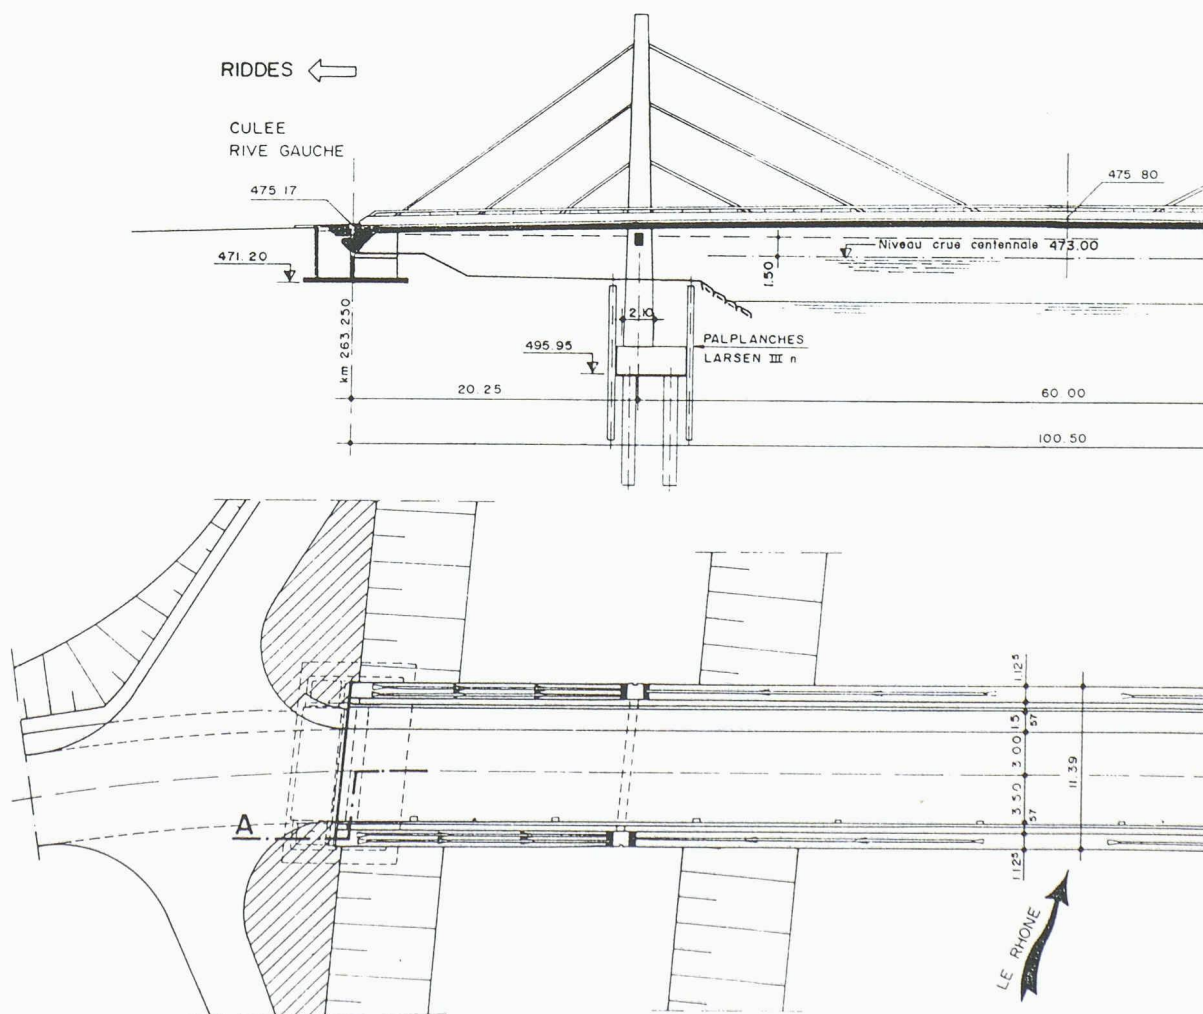 RIDDES
CULEE
RIVE GAUCHE
475.17
475.80
Niveau crue centennale 473.00
471.20
1.50
km 263.250
2.10
PALPLANCHES
LARSEN III n
495.95
20.25
60.00
100.50
1.125
1.5
57
3.00
11.39
3.50
57
A
1.125
LE RHONE